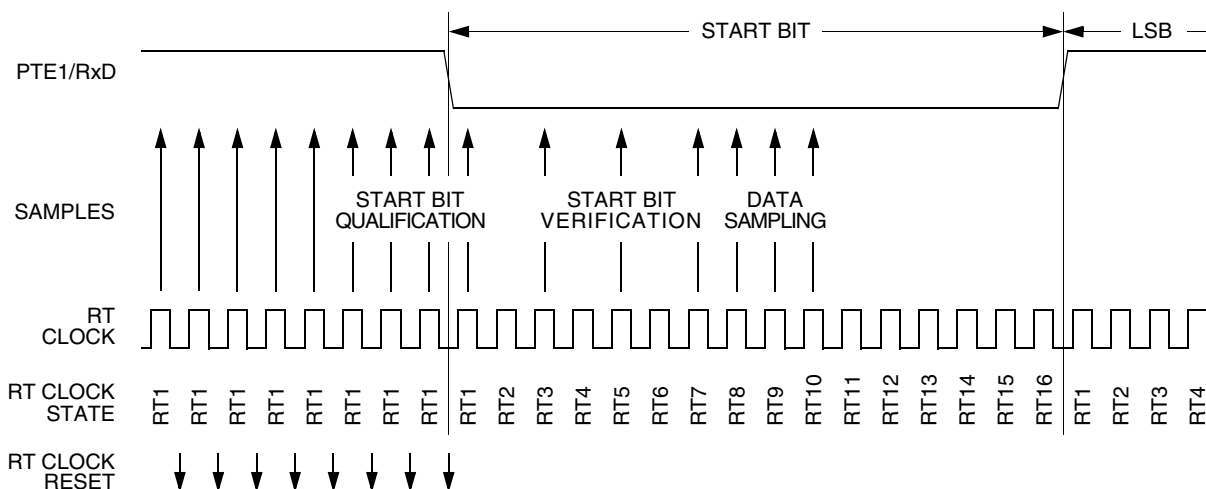 START BIT
LSB
PTE1/RxD
SAMPLES
START BIT
QUALIFICATION
START BIT
VERIFICATION
DATA
SAMPLING
RT
CLOCK
RT CLOCK
STATE
RT1 RT1 RT1 RT1 RT1 RT1 RT1 RT1 RT1 RT2 RT3 RT4 RT5 RT6 RT7 RT8 RT9 RT10 RT11 RT12 RT13 RT14 RT15 RT16 RT1 RT2 RT3 RT4
RT CLOCK
RESET